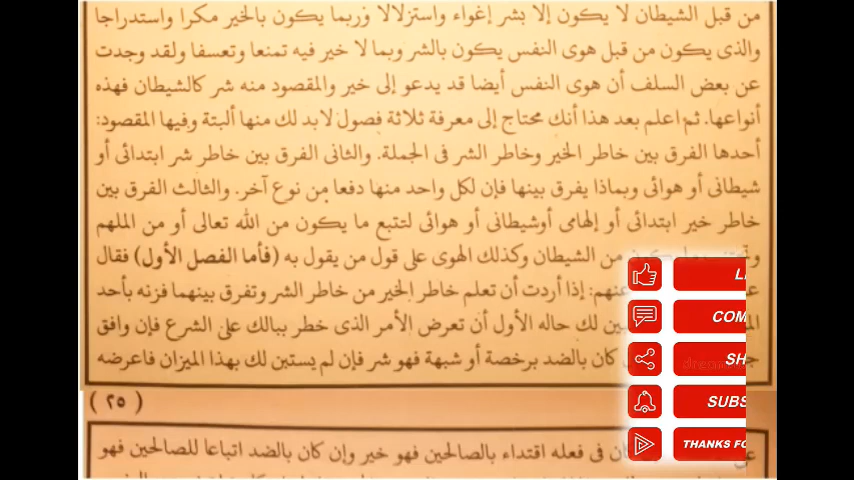 من قبل الشيطان لا يكون إلا بشر إغواء واستزلالا وربما يكون بالخير مكرا واستدراجا
والذى يكون من قبل هوى النفس يكون بالشر وبما لا خير فيه تمنعا وتعسفا ولقد وجدت
عن بعض السلف أن هوى النفس أيضا قد يدعو إلى خير والمقصود منه شر كالشيطان فهذه
أنواعها. ثم اعلم بعد هذا أنك محتاج إلى معرفة ثلاثة فصول لابد لك منها ألبتة وفيها المقصود:
أحدها الفرق بين خاطر الخير وخاطر الشر فى الجملة. والثانى الفرق بين خاطر شر ابتدائى أو
شيطانى أو هوائى وبماذا يفرق بينها فإن لكل واحد منها دفعا من نوع آخر. والثالث الفرق بين
خاطر خير ابتدائى أو إلهامى أوشيطانى أو هوائى لتتبع ما يكون من الله تعالى أو من الملهم
من الشيطان وكذلك الهوى على قول من يقول به (فأما الفصل الأول) فقال
عنهم: إذا أردت أن تعلم خاطر الخير من خاطر الشر وتفرق بينهما فزنه بأحد
لك حاله الأول أن تعرض الأمر الذى خطر ببالك على الشرع فإن وافق
كان بالضد برخصة أو شبهة فهو شر فإن لم يستبن لك بهذا الميزان فاعرضه
(٢٥)
فى فعله اقتداء بالصالحين فهو خير وإن كان بالضد اتباعا للصالحين فهو
LI
COM
SH
SUBS
THANKS FO